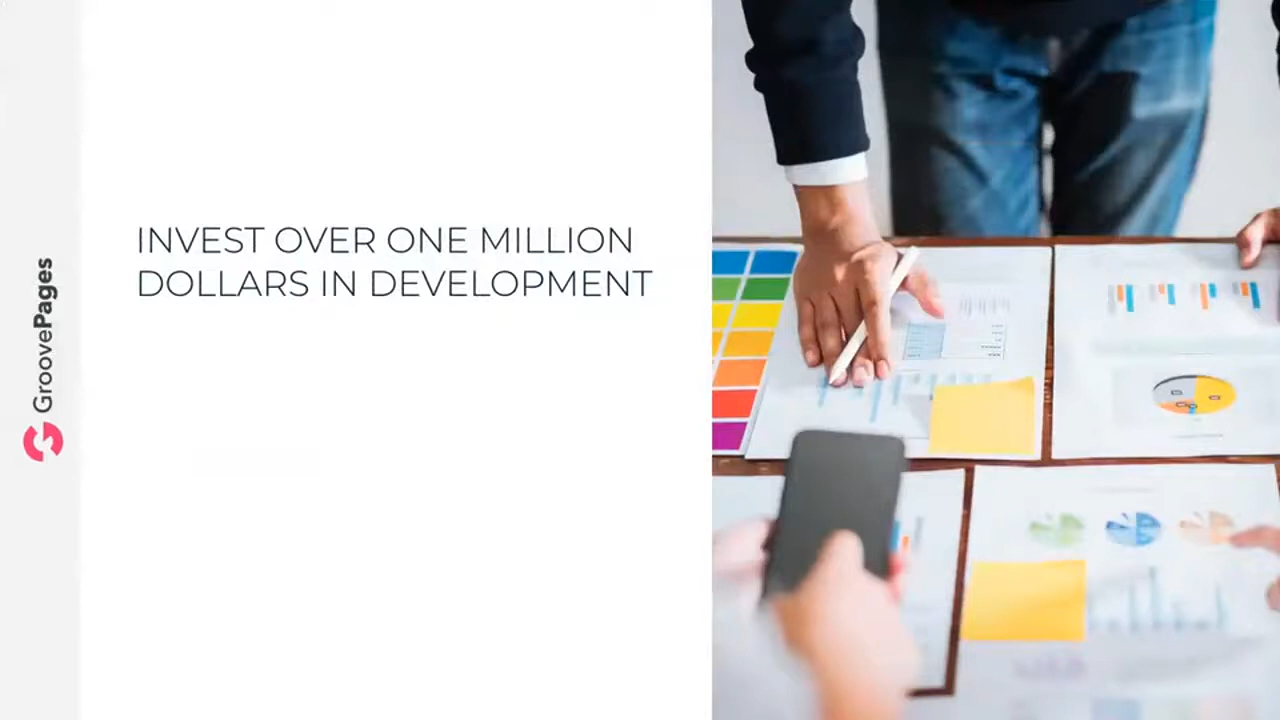 INVEST OVER ONE MILLION
DOLLARS IN DEVELOPMENT
GroovePages